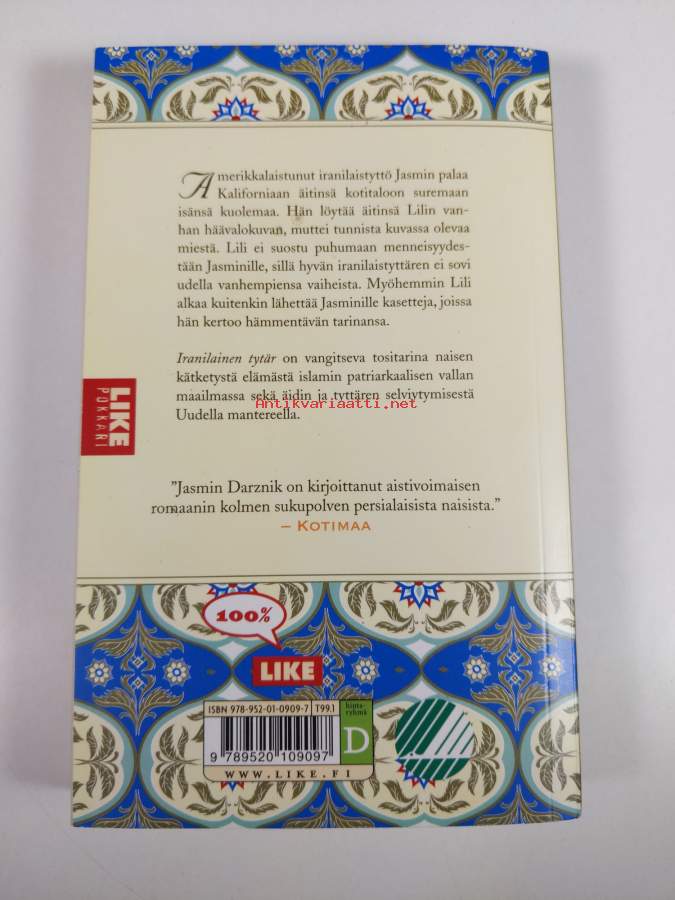 Amerikkalaistunut iranilaistyttö Jasmin palaa
Kaliforniaan äitinsä kotitaloon suremaan
isänsä kuolemaa. Hän löytää äitinsä Lilin van-
han häävalokuvan, muttei tunnista kuvassa olevaa
miestä. Lili ei suostu puhumaan menneisyydes-
tään Jasminille, sillä hyvän iranilaistyttären ei sovi
udella vanhempiensa vaiheista. Myöhemmin Lili
alkaa kuitenkin lähettää Jasminille kasetteja, joissa
hän kertoo hämmentävän tarinansa.
Iranilainen tytär on vangitseva tositarina naisen
kätketystä elämästä islamin patriarkaalisen vallan
maailmassa sekä äidin ja tyttären selviytymisestä
Uudella mantereella.
Antikvariaatti.net
LIKE
POKKARI
"Jasmin Darznik on kirjoittanut aistivoimaisen
romaanin kolmen sukupolven persialaisista naisista."
– KOTIMAA
100%
LIKE
ISBN 978-952-01-0909-7 T99.1
hinta-
ryhmä
D
9 789520 109097
WWW.LIKE.FI